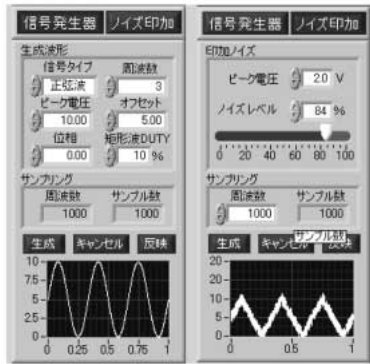 信号発生器 ノイズ印加
生成波形
信号タイプ 周波数
正弦波 3
ピーク電圧 オフセット
10.00 5.00
位相 矩形波DUTY
0.00 10 %
サンプリング
周波数 サンプル数
1000 1000
生成 キャンセル 反映
10
7.5
5
2.5
0
0 0.25 0.5 0.75 1
信号発生器 ノイズ印加
印加ノイズ
ピーク電圧 2.0 V
ノイズレベル 84 %
0 20 40 60 80 100
サンプリング
周波数 サンプル数
1000 1000
サンプル数
生成 キャンセル 反映
20
15
10
5
0
0 0.5 1